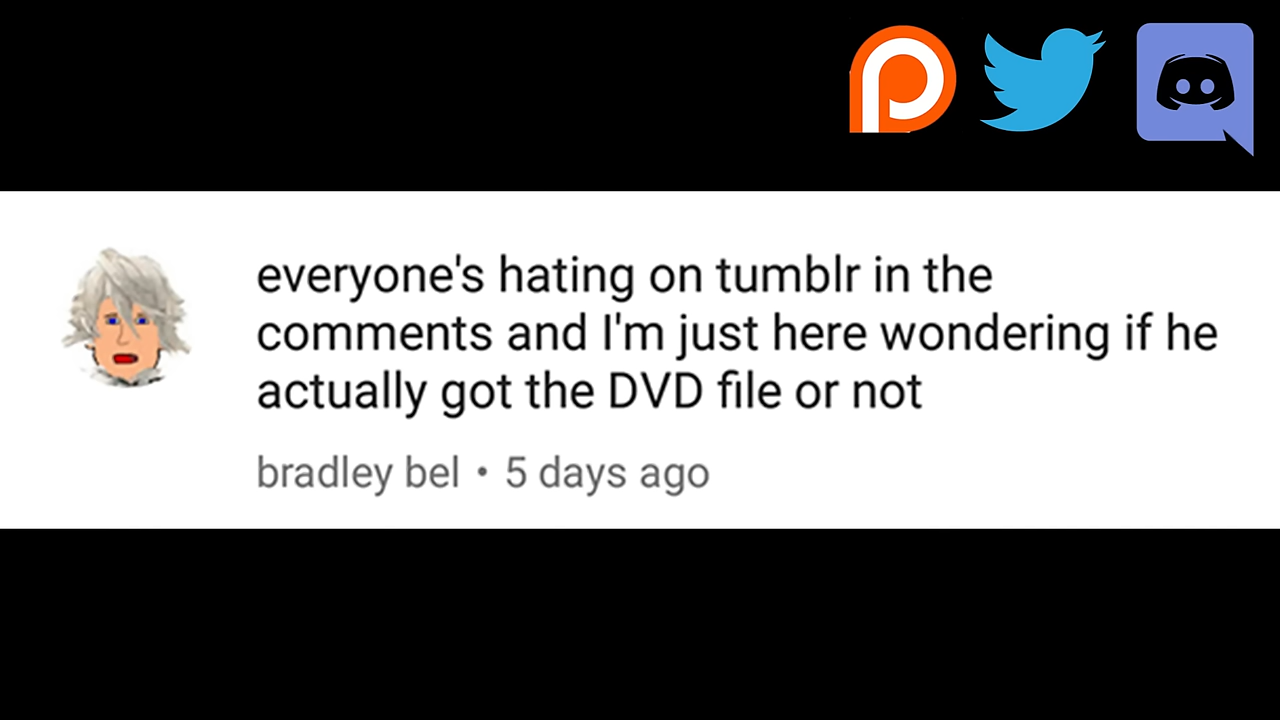 everyone's hating on tumblr in the
comments and I'm just here wondering if he
actually got the DVD file or not
bradley bel • 5 days ago